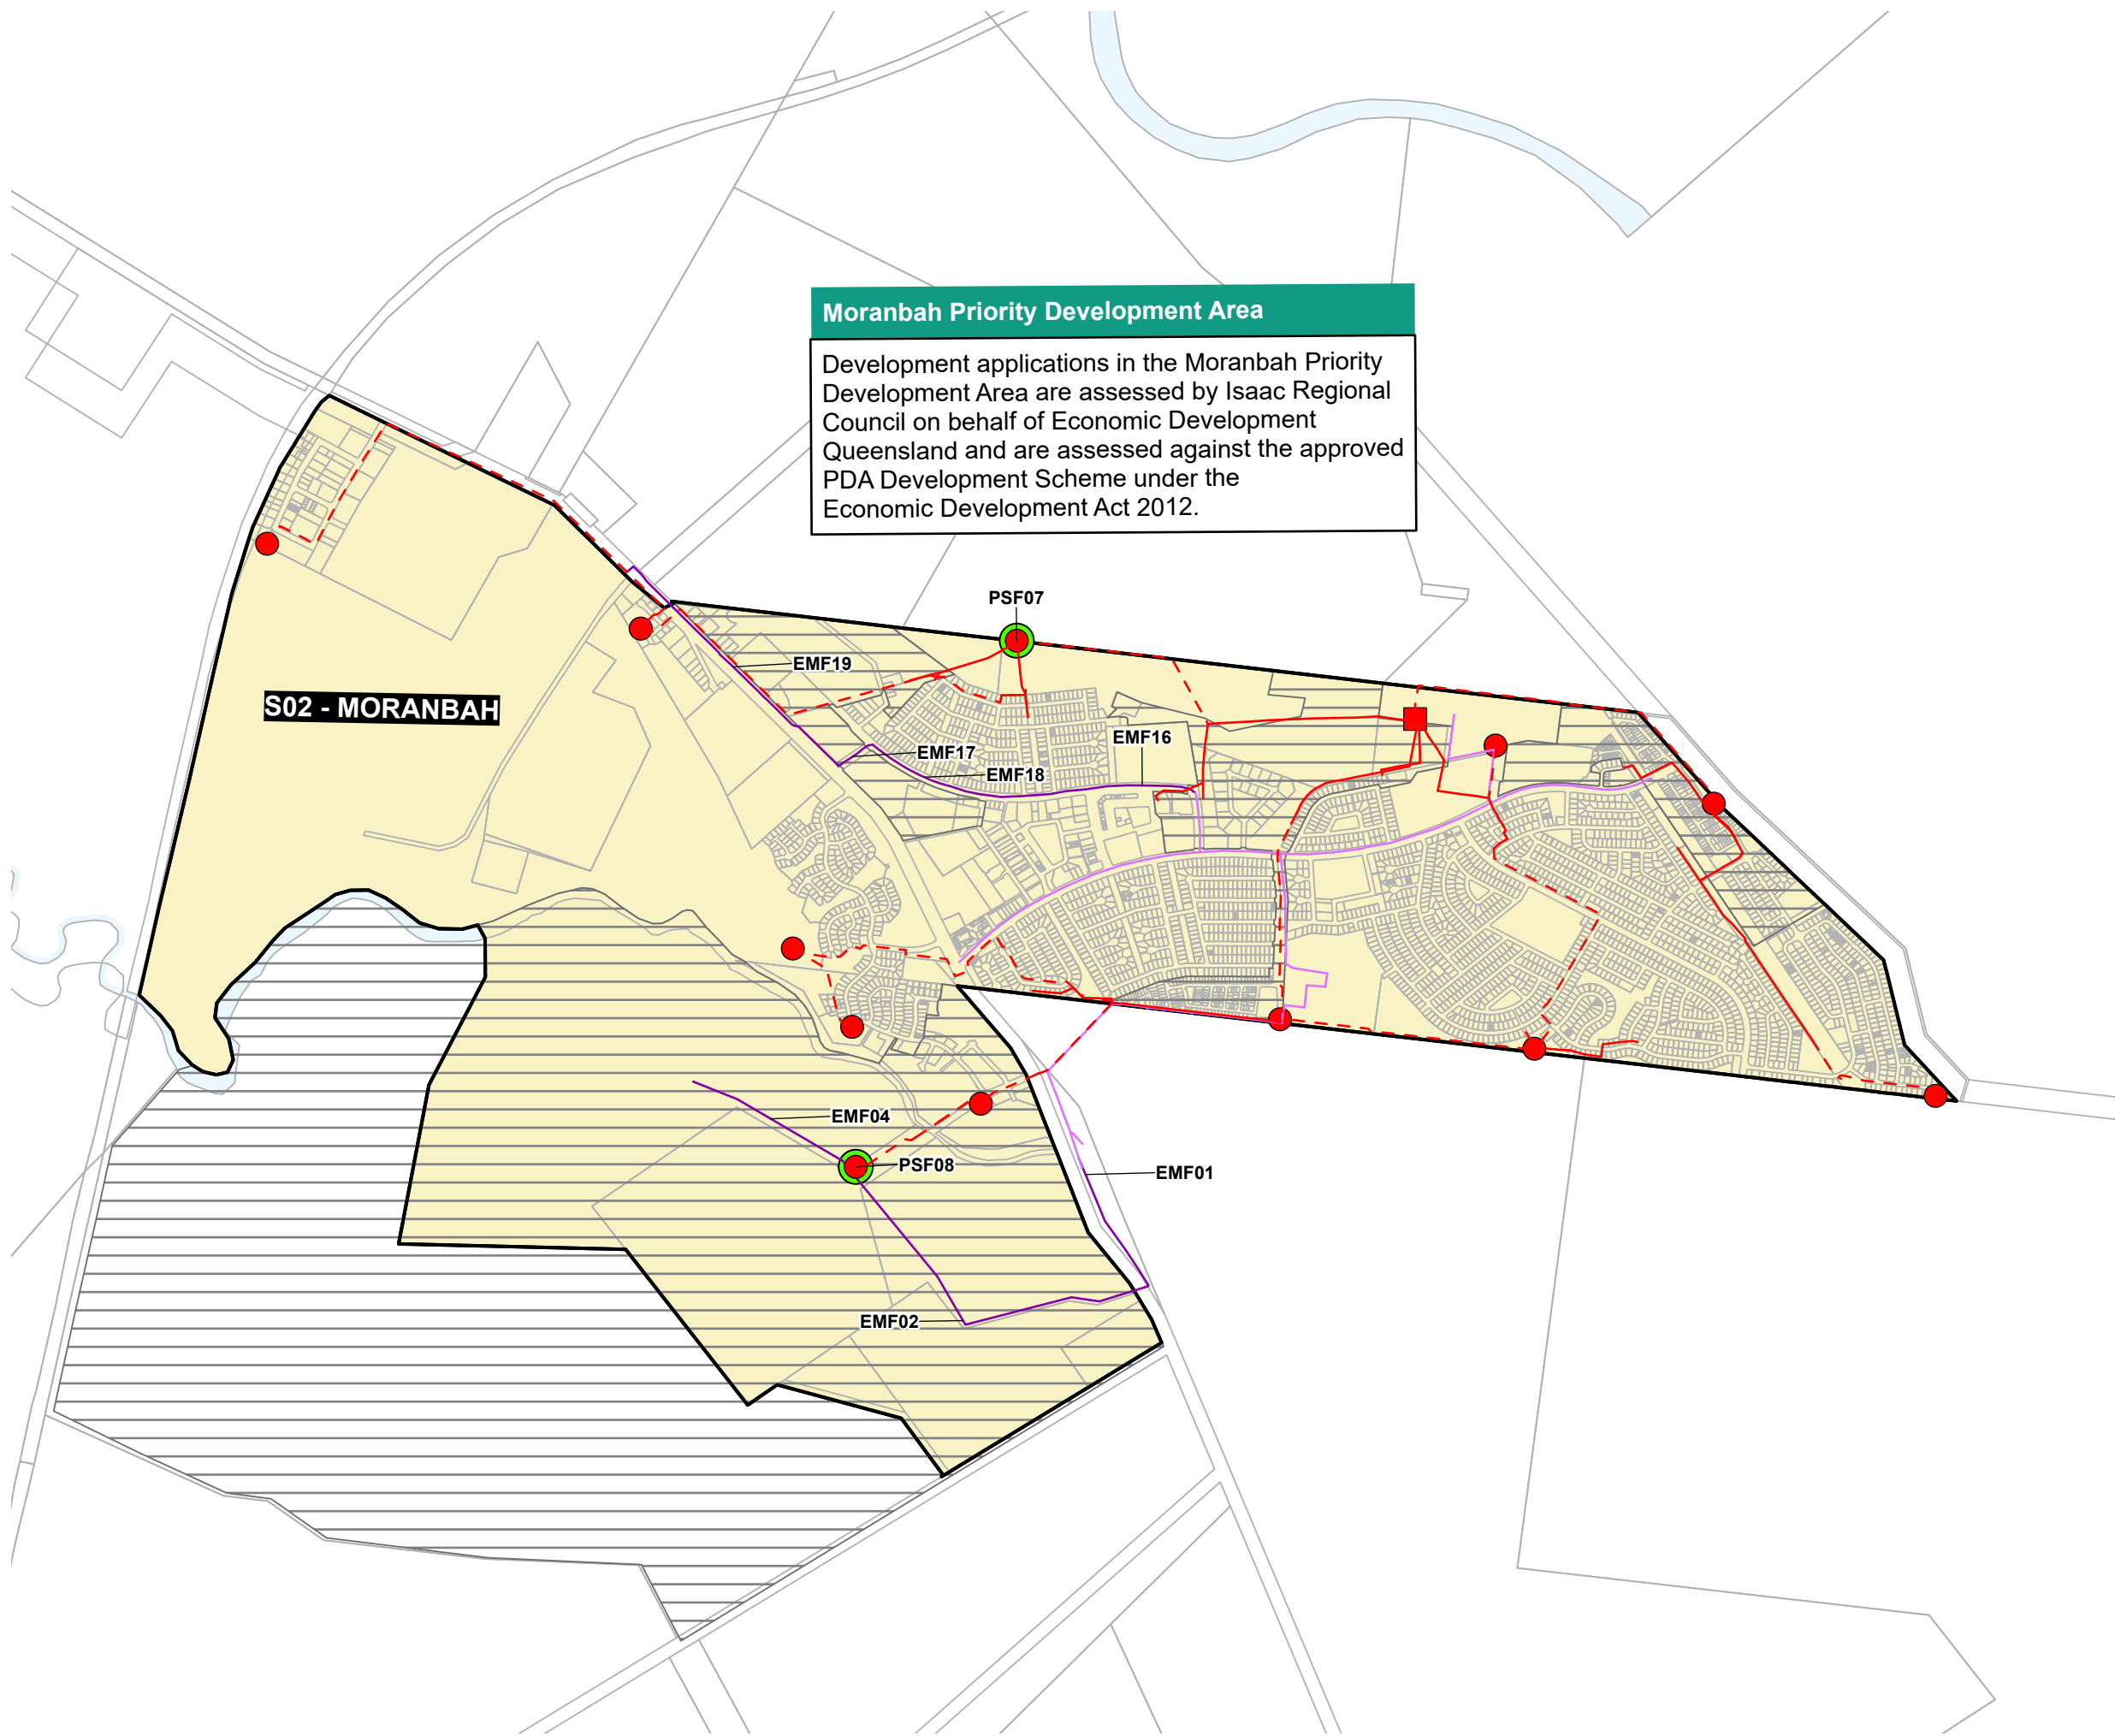 Moranbah Priority Development Area
Development applications in the Moranbah Priority
Development Area are assessed by Isaac Regional
Council on behalf of Economic Development
Queensland and are assessed against the approved
PDA Development Scheme under the
Economic Development Act 2012.
PSF07
EMF19
S02 - MORANBAH
EMF16
EMF17
EMF18
EMF04
PSF08
EMF01
EMF02